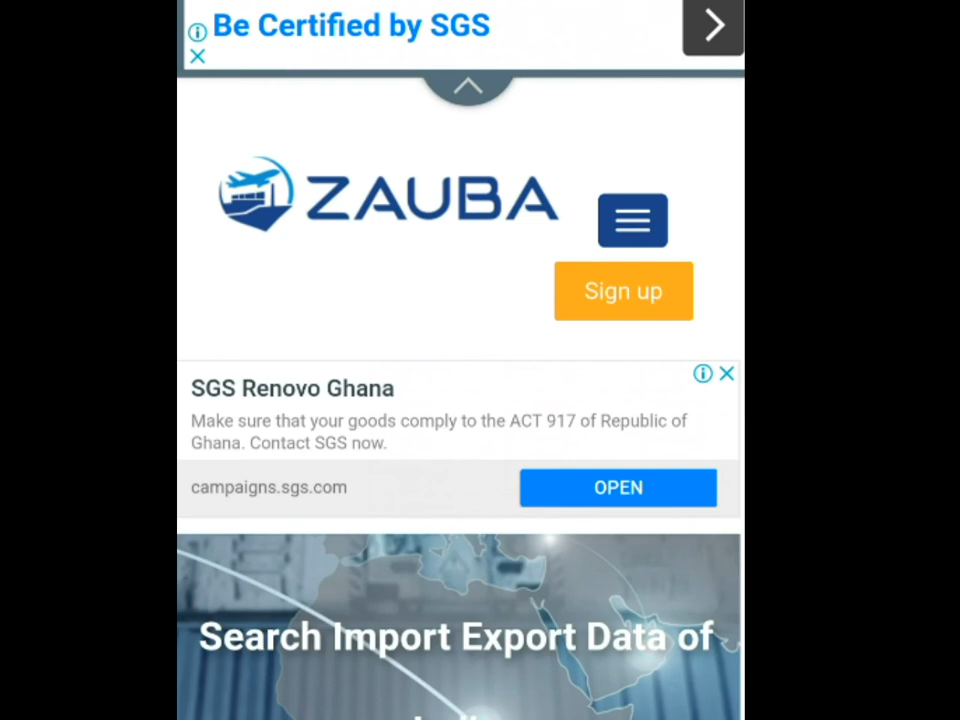 Be Certified by SGS
ZAUBA
Sign up
SGS Renovo Ghana
Make sure that your goods comply to the ACT 917 of Republic of
Ghana. Contact SGS now.
campaigns.sgs.com
OPEN
Search Import Export Data of